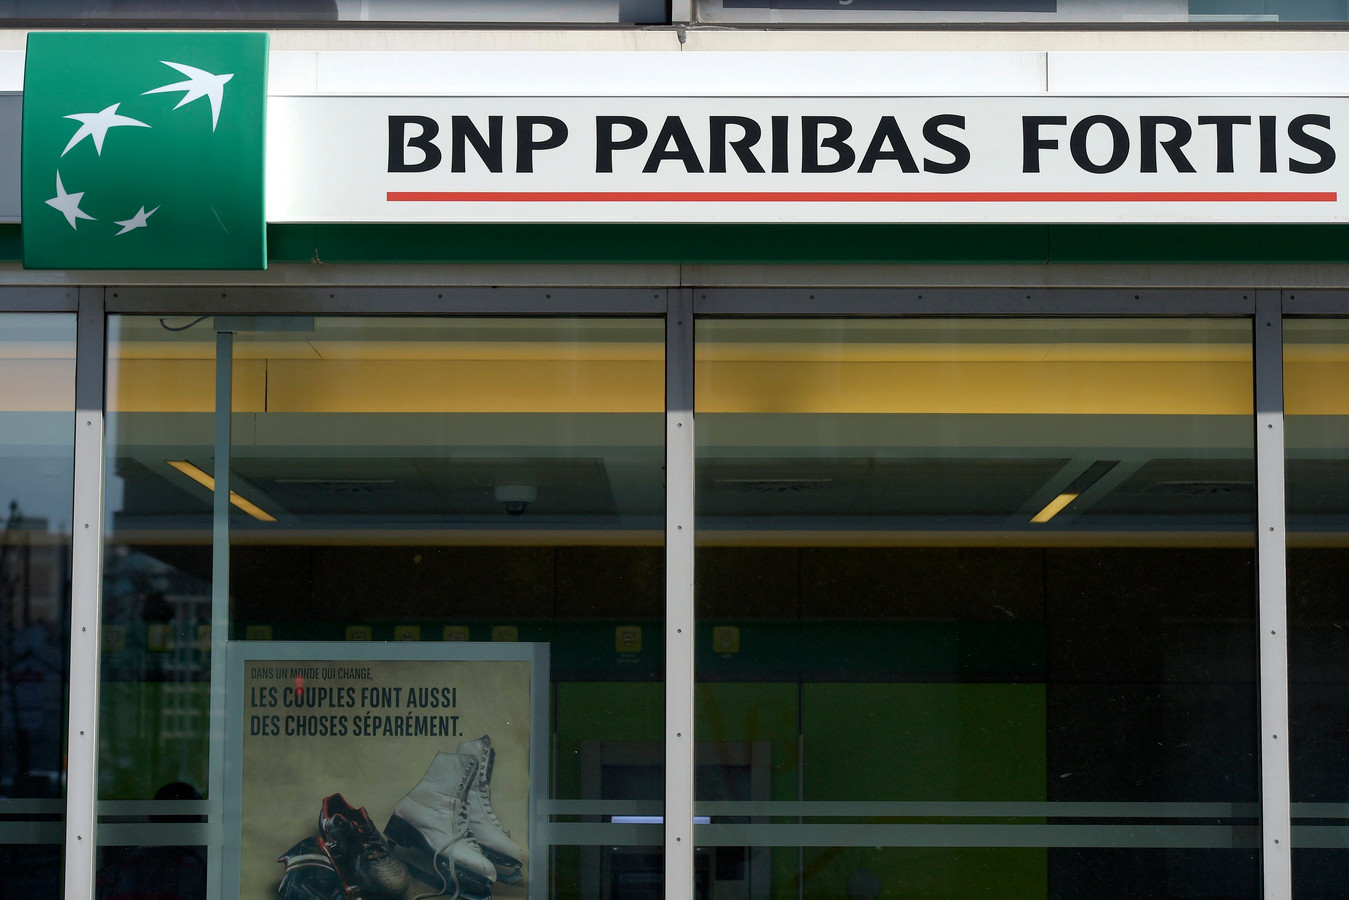 BNP PARIBAS FORTIS
DANS UN MONDE QUI CHANGE,
LES COUPLES FONT AUSSI
DES CHOSES SÉPARÉMENT.